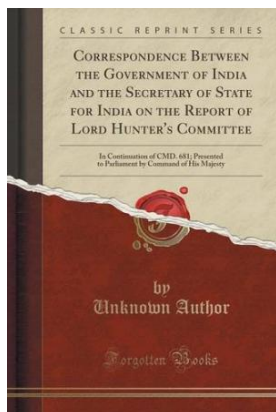 CLASSIC REPRINT SERIES
CORRESPONDENCE BETWEEN
THE GOVERNMENT OF INDIA
AND THE SECRETARY OF STATE
FOR INDIA ON THE REPORT OF
LORD HUNTER'S COMMITTEE
In Continuation of CMD. 681; Presented
to Parliament by Command of His Majesty
by
Unknown Author
Forgotten Books